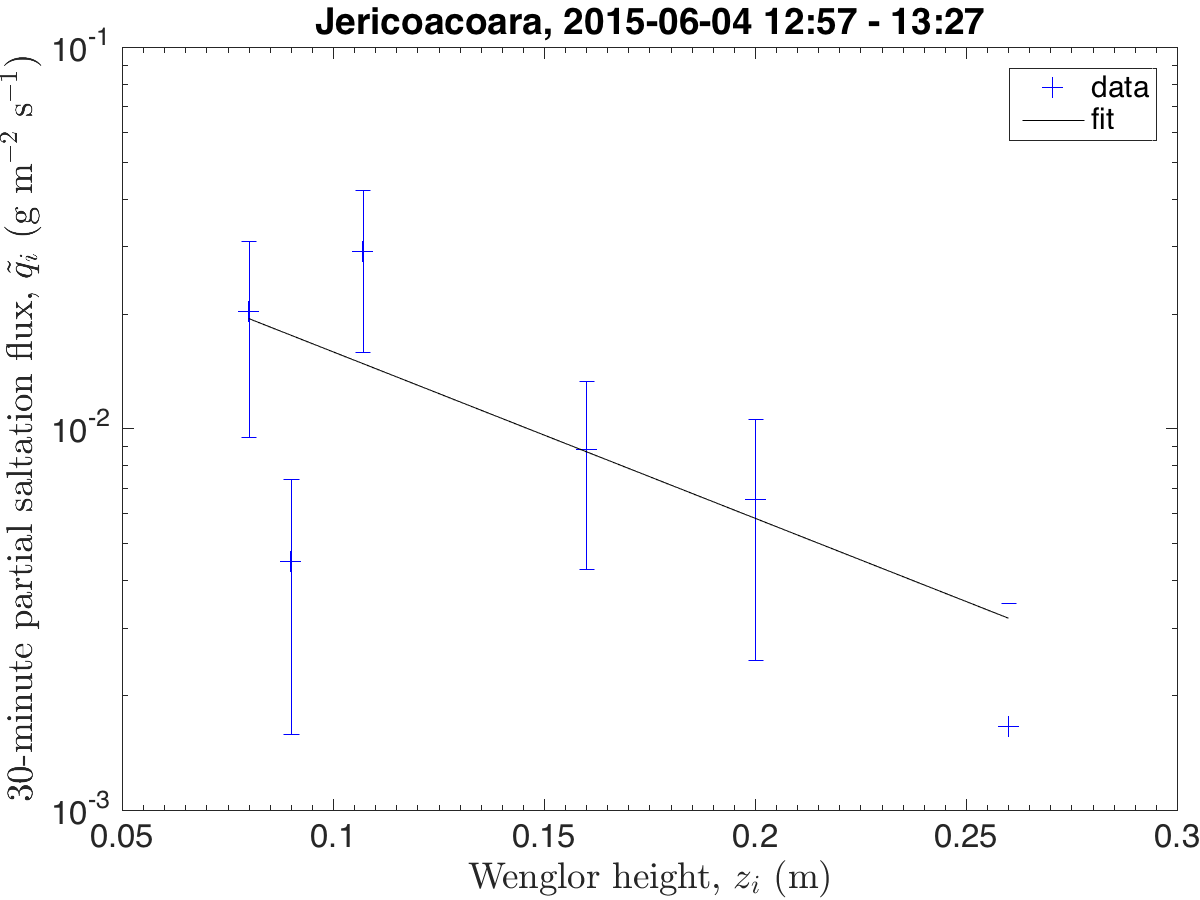 Jericoacoara, 2015-06-04 12:57 - 13:27
30-minute partial saltation flux, q̃ᵢ (g m⁻² s⁻¹)
10⁻¹
10⁻²
10⁻³
data
fit
0.05 0.1 0.15 0.2 0.25 0.3
Wenglor height, zᵢ (m)